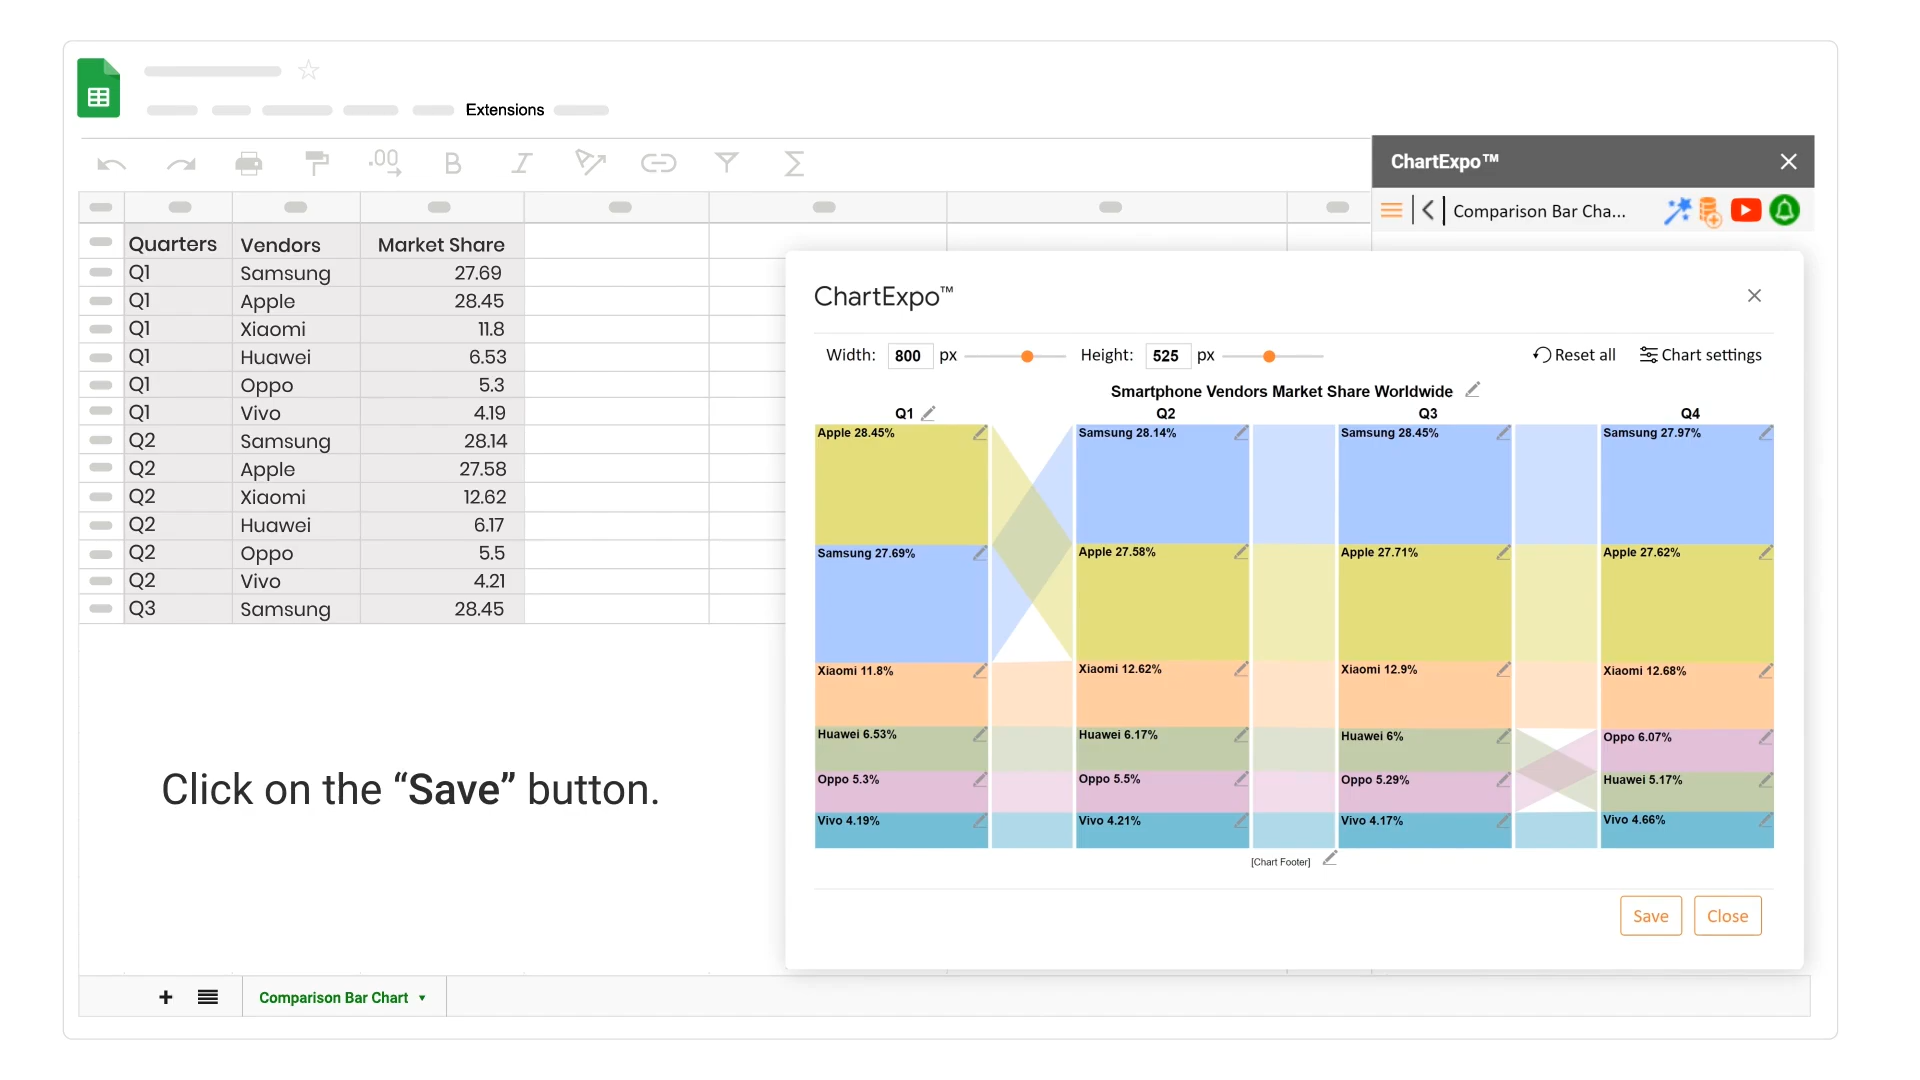 Extensions
.00
B
I
ChartExpo™
Comparison Bar Cha...
Quarters Vendors Market Share
Q1 Samsung 27.69
Q1 Apple 28.45
Q1 Xiaomi 11.8
Q1 Huawei 6.53
Q1 Oppo 5.3
Q1 Vivo 4.19
Q2 Samsung 28.14
Q2 Apple 27.58
Q2 Xiaomi 12.62
Q2 Huawei 6.17
Q2 Oppo 5.5
Q2 Vivo 4.21
Q3 Samsung 28.45
Click on the “Save” button.
ChartExpo™
Width: 800 px Height: 525 px Reset all Chart settings
Smartphone Vendors Market Share Worldwide
Q1 Q2 Q3 Q4
Apple 28.45% Samsung 28.14% Samsung 28.45% Samsung 27.97%
Samsung 27.69% Apple 27.58% Apple 27.71% Apple 27.62%
Xiaomi 11.8% Xiaomi 12.62% Xiaomi 12.9% Xiaomi 12.68%
Huawei 6.53% Huawei 6.17% Huawei 6% Oppo 6.07%
Oppo 5.3% Oppo 5.5% Oppo 5.29% Huawei 5.17%
Vivo 4.19% Vivo 4.21% Vivo 4.17% Vivo 4.66%
[Chart Footer]
Save Close
Comparison Bar Chart